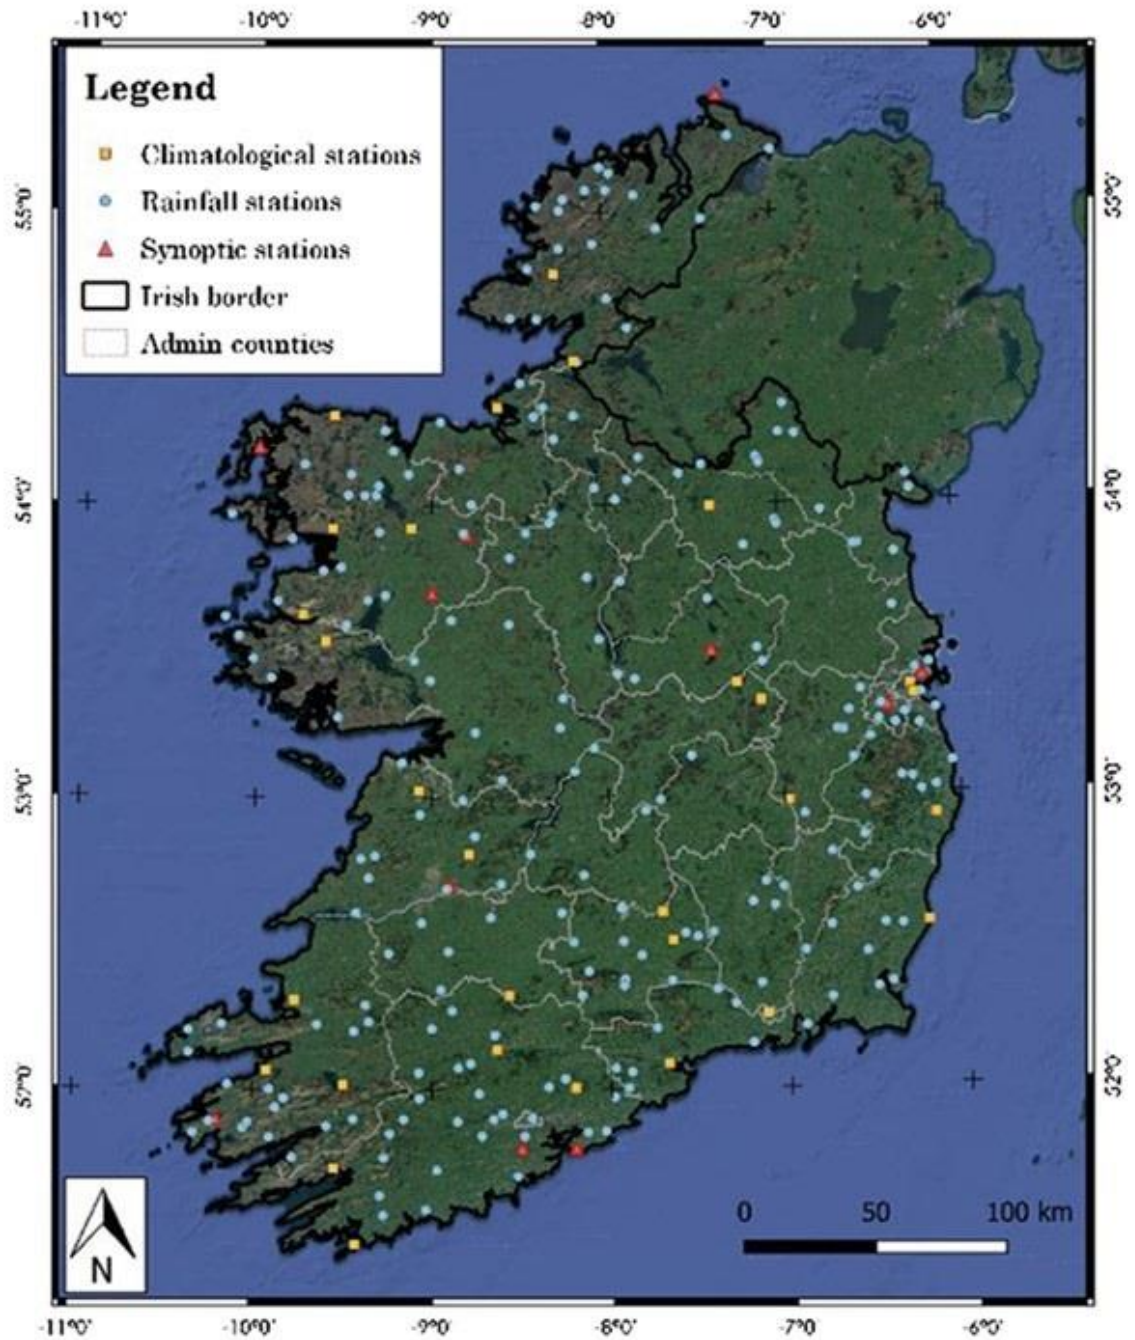 -11°0' -10°0' -9°0' -8°0' -7°0' -6°0'
Legend
Climatological stations
Rainfall stations
Synoptic stations
Irish border
Admin counties
55°0' 55°0'
54°0' 54°0'
53°0' 53°0'
52°0' 52°0'
N
0 50 100 km
-11°0' -10°0' -9°0' -8°0' -7°0' -6°0'